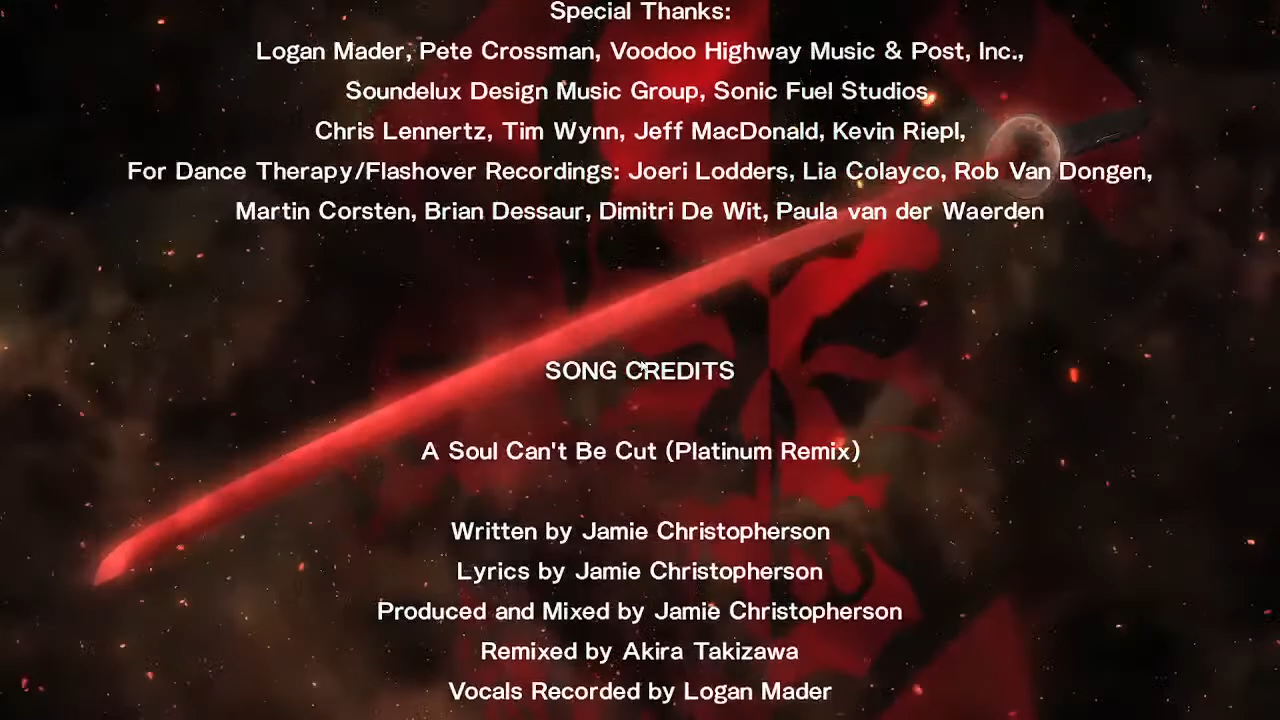 Special Thanks:
Logan Mader, Pete Crossman, Voodoo Highway Music & Post, Inc.,
Soundelux Design Music Group, Sonic Fuel Studios,
Chris Lennertz, Tim Wynn, Jeff MacDonald, Kevin Riepl,
For Dance Therapy/Flashover Recordings: Joeri Lodders, Lia Colayco, Rob Van Dongen,
Martin Corsten, Brian Dessaur, Dimitri De Wit, Paula van der Waerden
SONG CREDITS
A Soul Can't Be Cut (Platinum Remix)
Written by Jamie Christopherson
Lyrics by Jamie Christopherson
Produced and Mixed by Jamie Christopherson
Remixed by Akira Takizawa
Vocals Recorded by Logan Mader